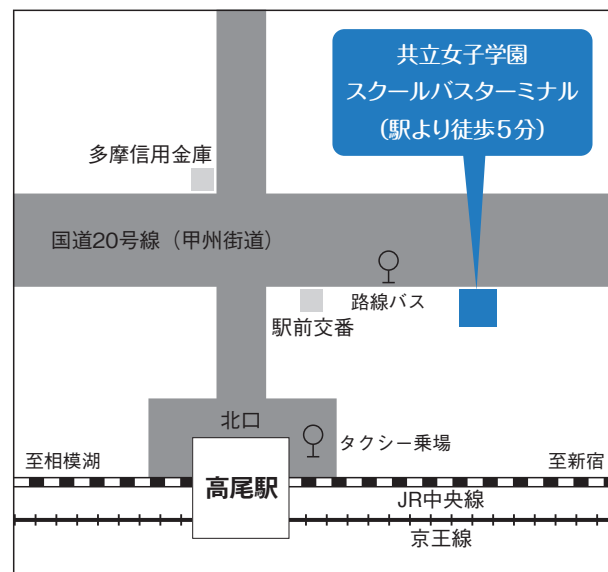 共立女子学園
スクールバスターミナル
（駅より徒歩5分）
多摩信用金庫
国道20号線（甲州街道）
路線バス
駅前交番
北口
タクシー乗場
至相模湖
至新宿
高尾駅
JR中央線
京王線